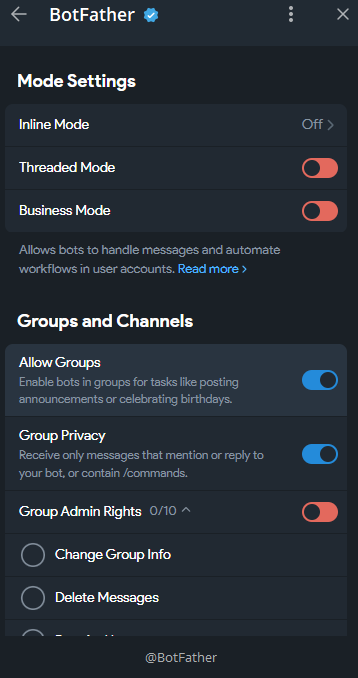 BotFather
Mode Settings
Inline Mode Off
Threaded Mode
Business Mode
Allows bots to handle messages and automate
workflows in user accounts. Read more
Groups and Channels
Allow Groups
Enable bots in groups for tasks like posting
announcements or celebrating birthdays.
Group Privacy
Receive only messages that mention or reply to
your bot, or contain /commands.
Group Admin Rights 0/10
Change Group Info
Delete Messages
@BotFather